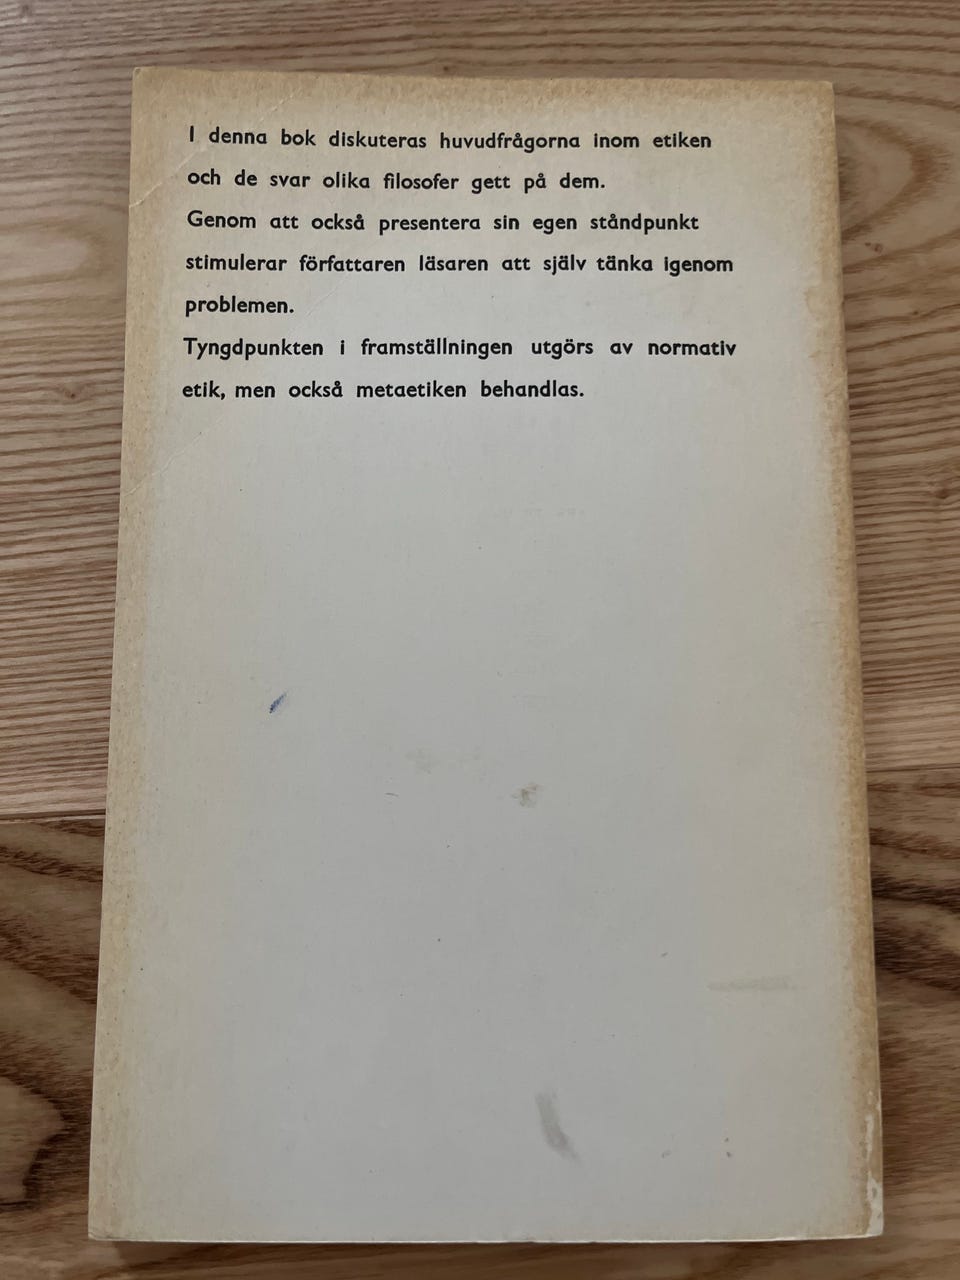 I denna bok diskuteras huvudfrågorna inom etiken
och de svar olika filosofer gett på dem.
Genom att också presentera sin egen ståndpunkt
stimulerar författaren läsaren att själv tänka igenom
problemen.
Tyngdpunkten i framställningen utgörs av normativ
etik, men också metaetiken behandlas.